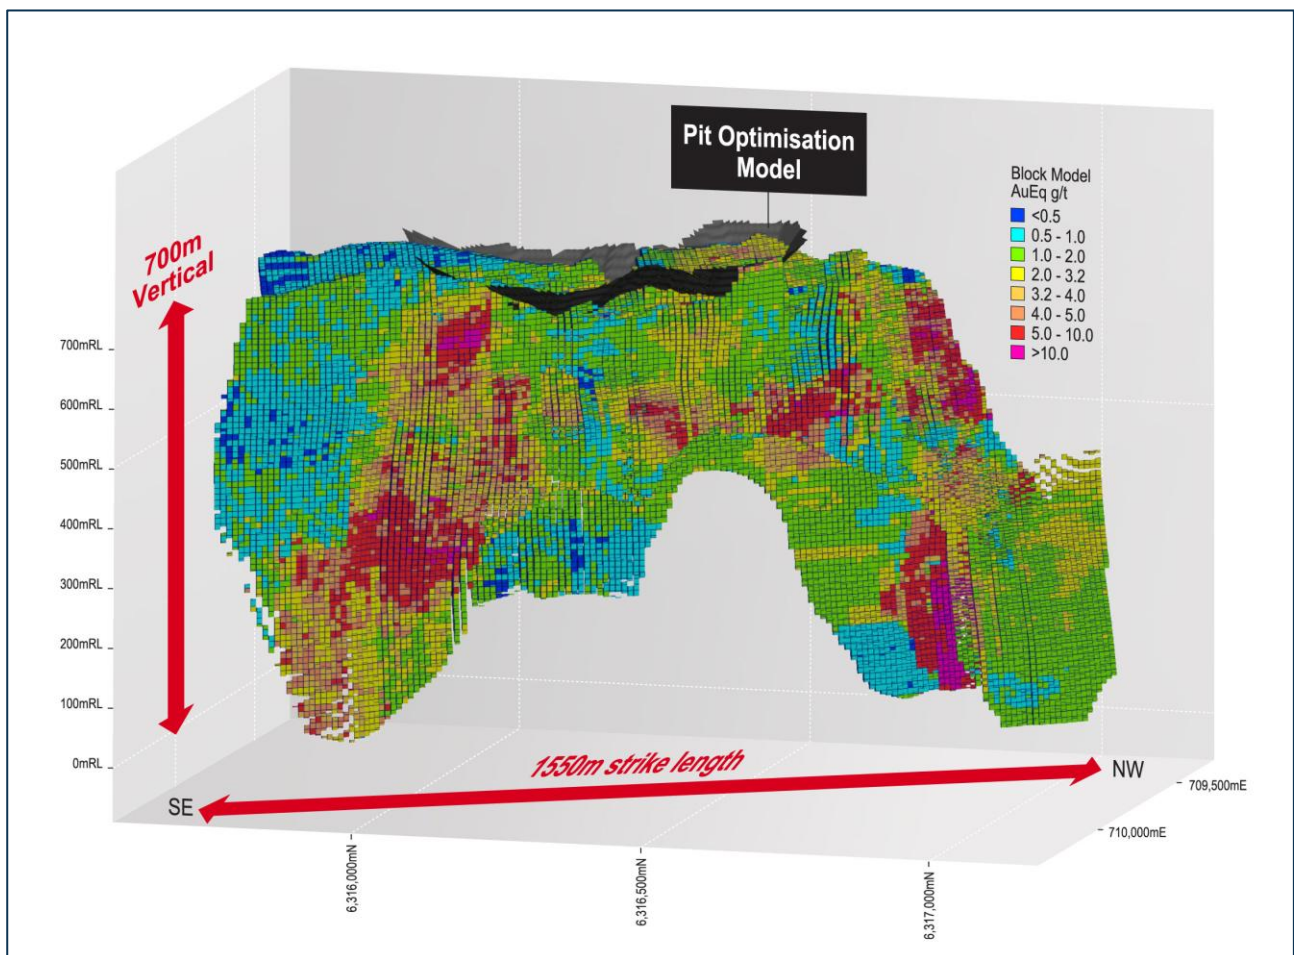 Pit Optimisation
Model
Block Model
AuEq g/t
<0.5
0.5 - 1.0
1.0 - 2.0
2.0 - 3.2
3.2 - 4.0
4.0 - 5.0
5.0 - 10.0
>10.0
700m
Vertical
700mRL
600mRL
500mRL
400mRL
300mRL
200mRL
100mRL
0mRL
1550m strike length
SE
NW
709,500mE
710,000mE
6,316,000mN
6,316,500mN
6,317,000mN